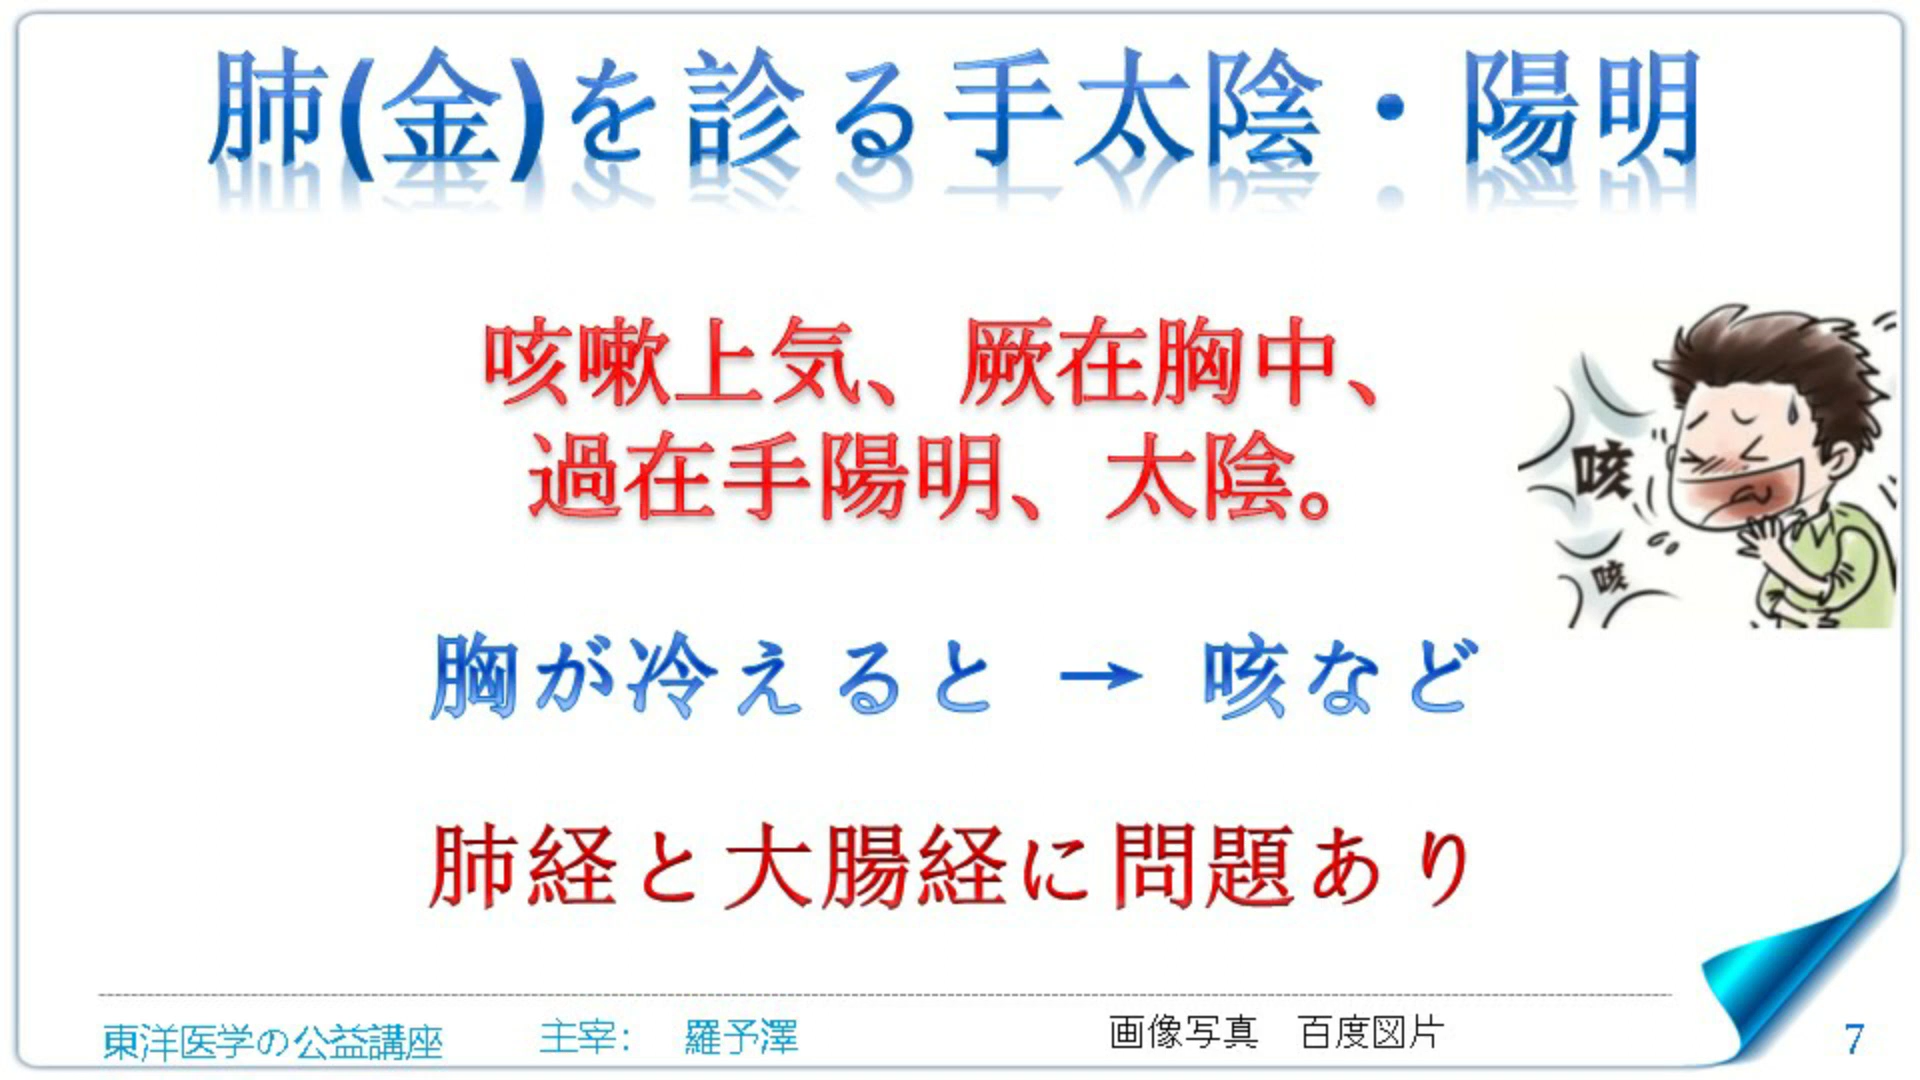 肺(金)を診る手太陰・陽明
咳嗽上気、厥在胸中、
過在手陽明、太陰。
咳
咳
胸が冷えると → 咳など
肺経と大腸経に問題あり
東洋医学の公益講座 主宰： 羅予澤 画像写真 百度図片 7